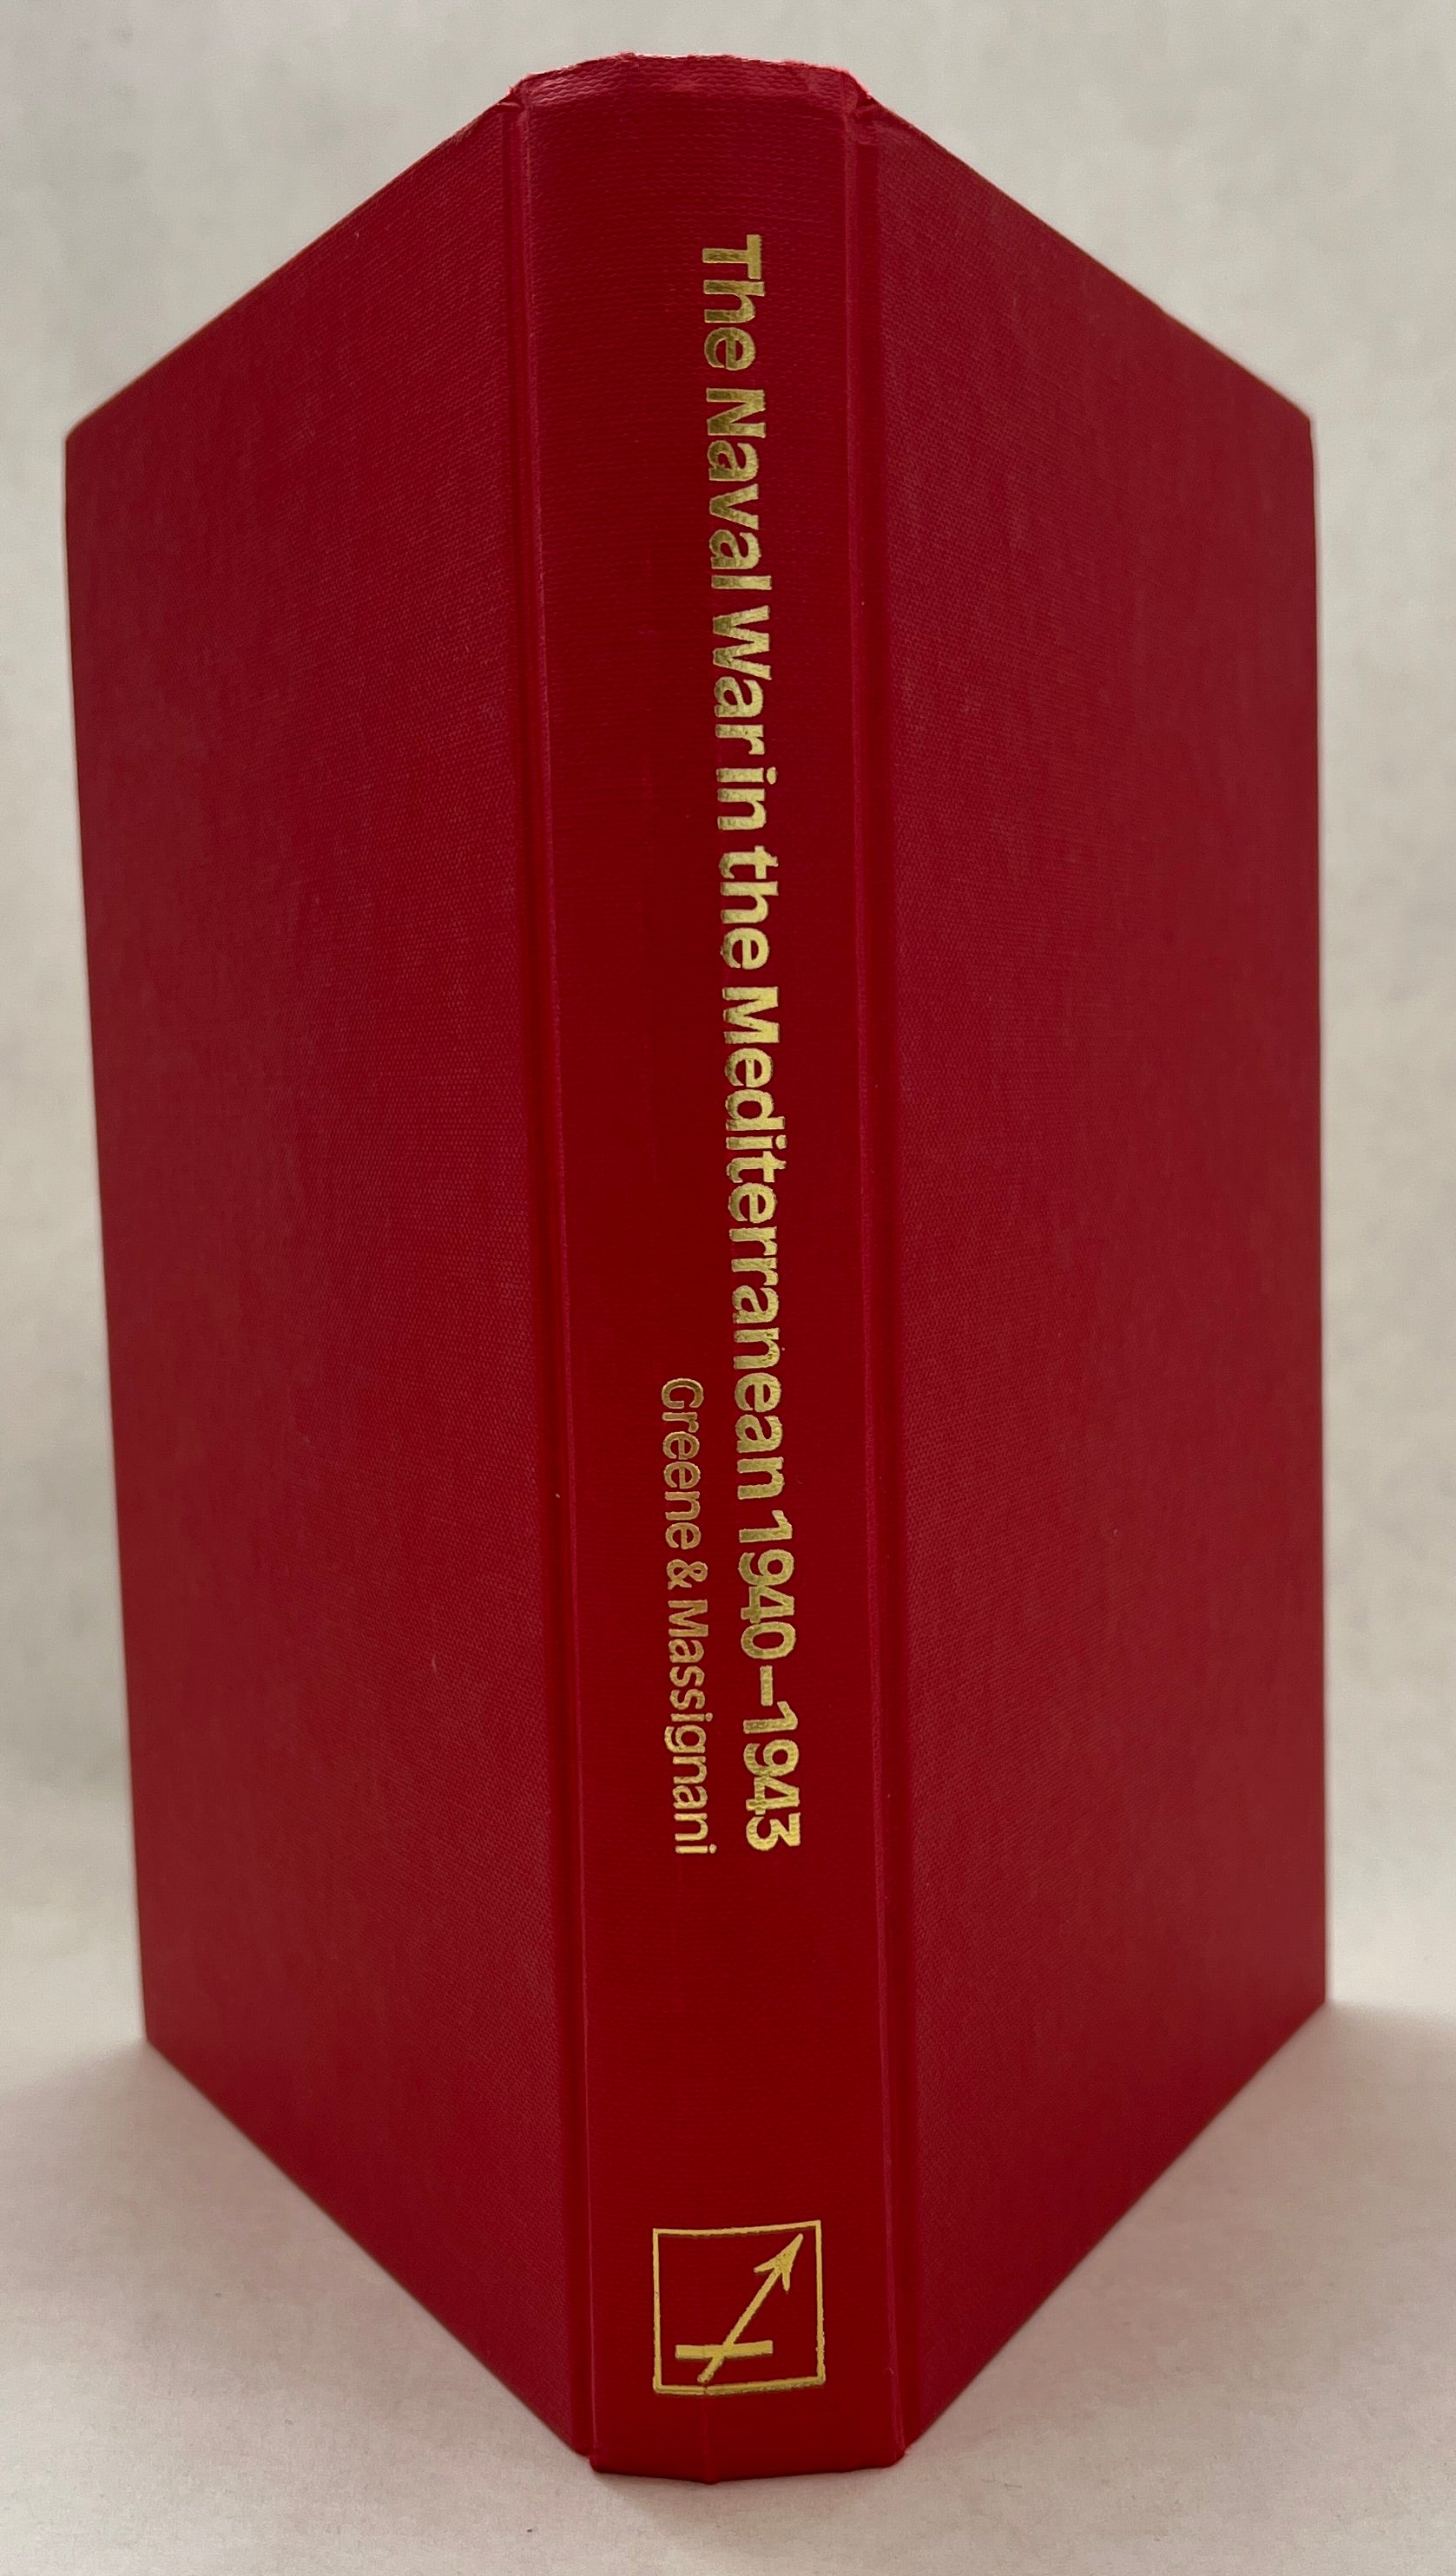 The Naval War in the Mediterranean 1940–1943
Greene & Massignani